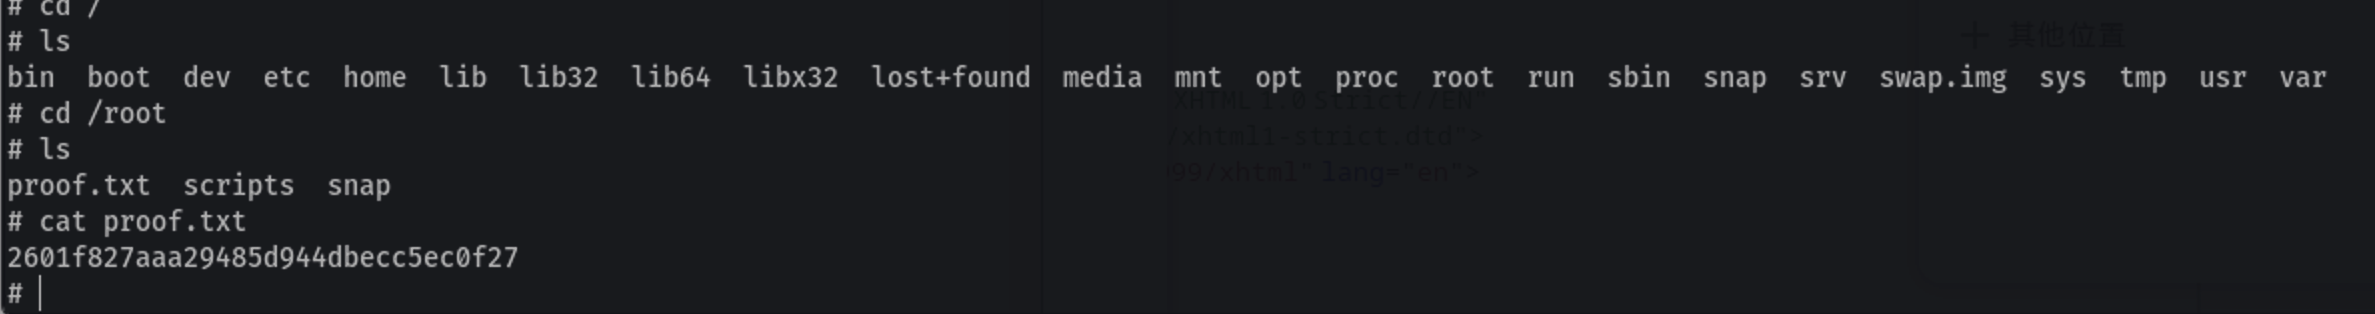 # cd /
# ls
bin boot dev etc home lib lib32 lib64 libx32 lost+found media mnt opt proc root run sbin snap srv swap.img sys tmp usr var
# cd /root
# ls
proof.txt scripts snap
# cat proof.txt
2601f827aaa29485d944dbecc5ec0f27
#
其他位置
XHTML 1.0 Strict//EN"
/xhtml1-strict.dtd">
99/xhtml" lang="en">